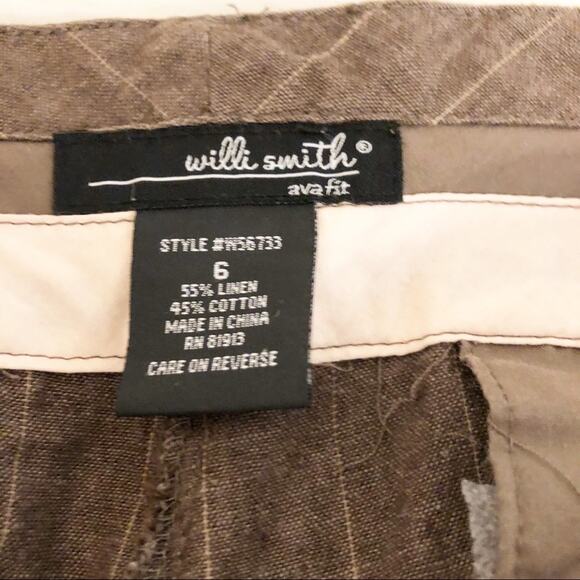 willi smith®
ava fit
STYLE #W56733
6
55% LINEN
45% COTTON
MADE IN CHINA
RN 81913
CARE ON REVERSE